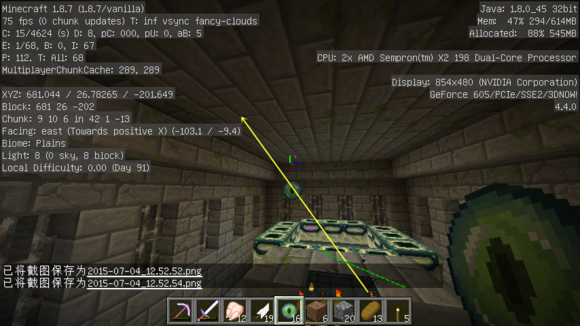 Minecraft 1.8.7 (1.8.7/vanilla)
75 fps (0 chunk updates) T: inf vsync fancy-clouds
C: 15/4624 (s) D: 8, pC: 000, pU: 0, aB: 5
E: 1/68, B: 0, I: 67
P: 112. T: All: 68
MultiplayerChunkCache: 289, 289
XYZ: 681.044 / 26.78265 / -201.649
Block: 681 26 -202
Chunk: 9 10 6 in 42 1 -13
Facing: east (Towards positive X) (-103.1 / -9.4)
Biome: Plains
Light: 8 (0 sky, 8 block)
Local Difficulty: 0.00 (Day 91)
Java: 1.8.0_45 32bit
Mem: 47% 294/614MB
Allocated: 88% 545MB
CPU: 2x AMD Sempron(tm) X2 198 Dual-Core Processor
Display: 854x480 (NVIDIA Corporation)
GeForce 605/PCIe/SSE2/3DNOW!
4.4.0
已将截图保存为2015-07-04_12.52.52.png
已将截图保存为2015-07-04_12.52.54.png
12 19 16 6 20 13 5